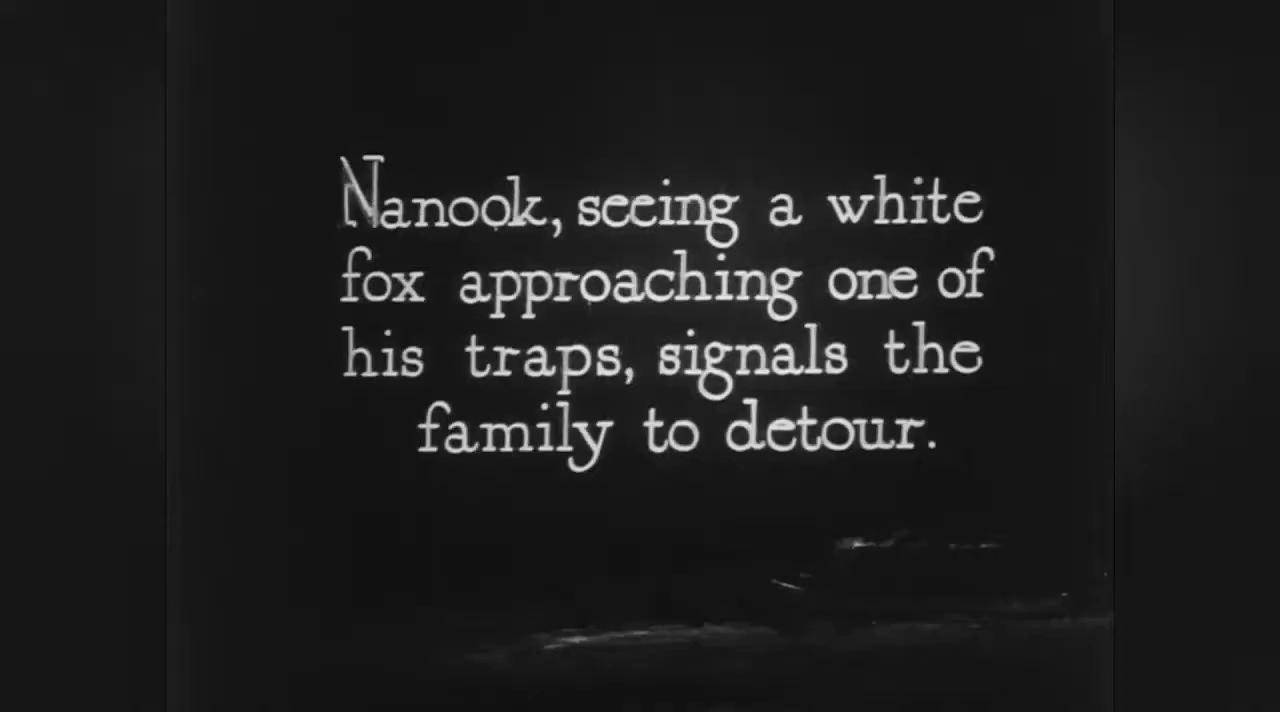 Nanook, seeing a white
fox approaching one of
his traps, signals the
family to detour.